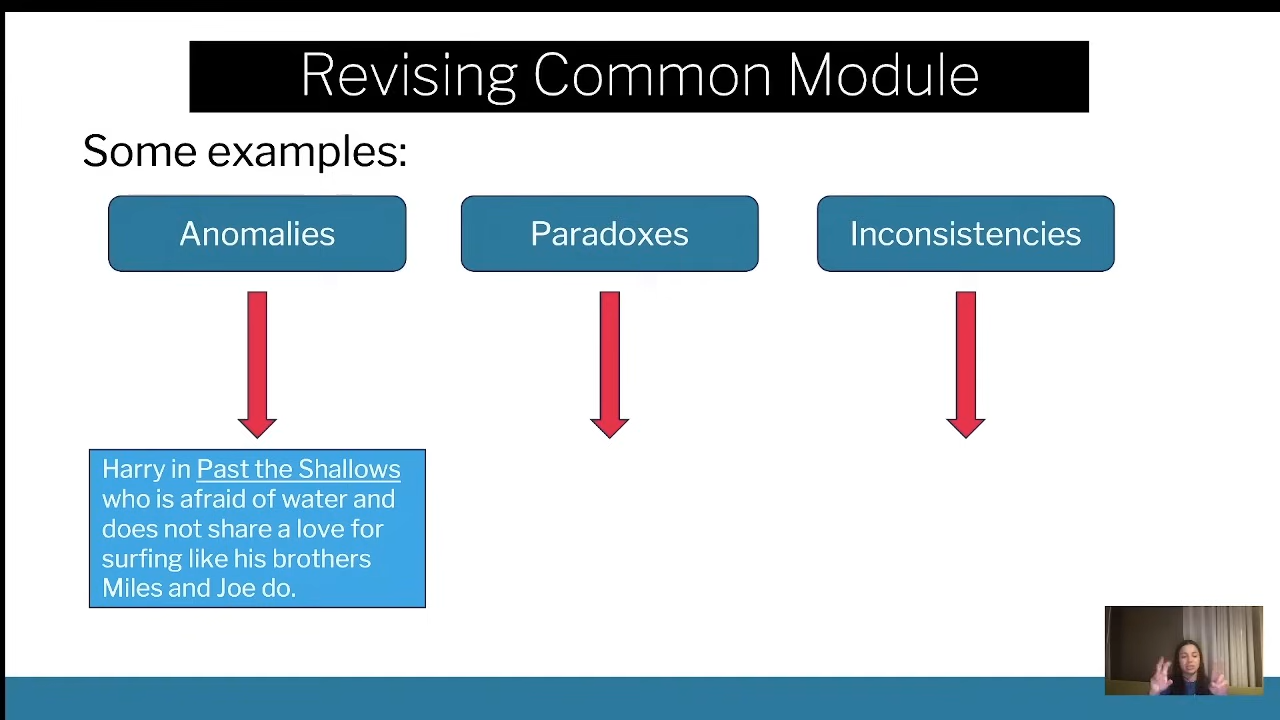 Revising Common Module
Some examples:
Anomalies
Paradoxes
Inconsistencies
Harry in Past the Shallows
who is afraid of water and
does not share a love for
surfing like his brothers
Miles and Joe do.